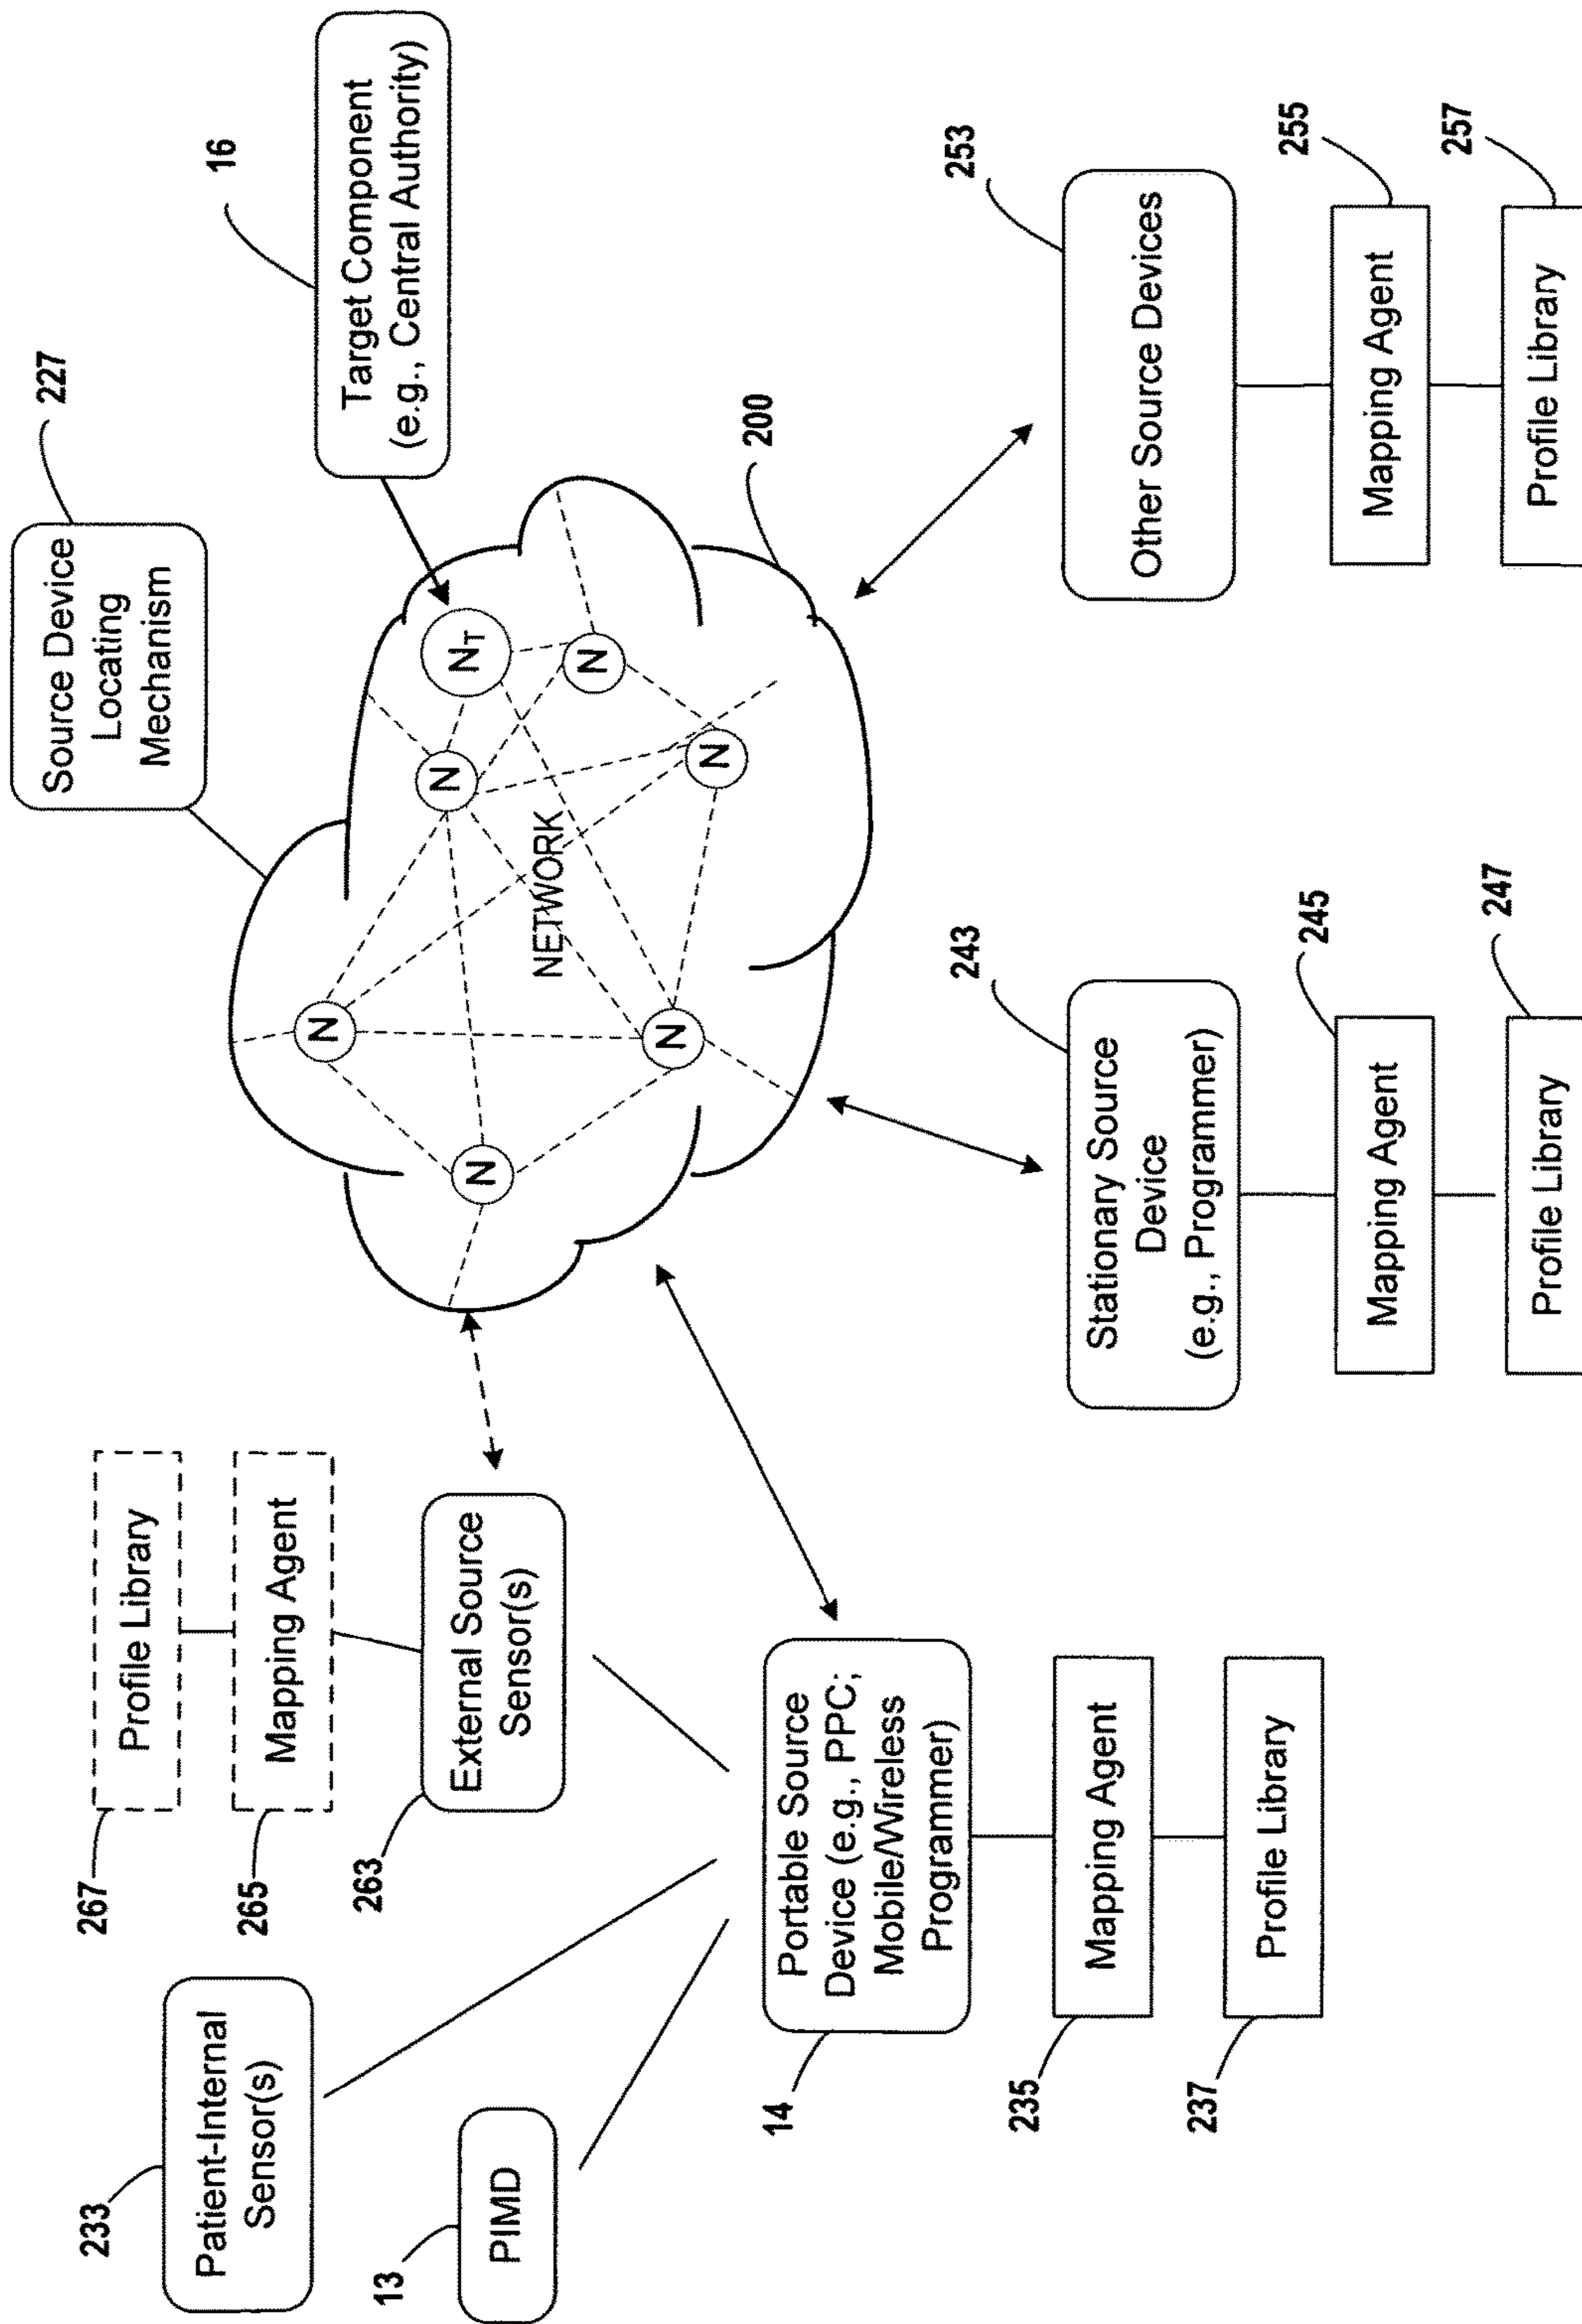 233
Patient-Internal
Sensor(s)
13
PIMD
267
Profile Library
265
Mapping Agent
263
External Source
Sensor(s)
14
Portable Source
Device (e.g., PPC;
Mobile/Wireless
Programmer)
235
Mapping Agent
237
Profile Library
227
Source Device
Locating
Mechanism
16
Target Component
(e.g., Central Authority)
200
NETWORK
N
N
N
N
NT
N
N
243
Stationary Source
Device
(e.g., Programmer)
245
Mapping Agent
247
Profile Library
253
Other Source Devices
255
Mapping Agent
257
Profile Library